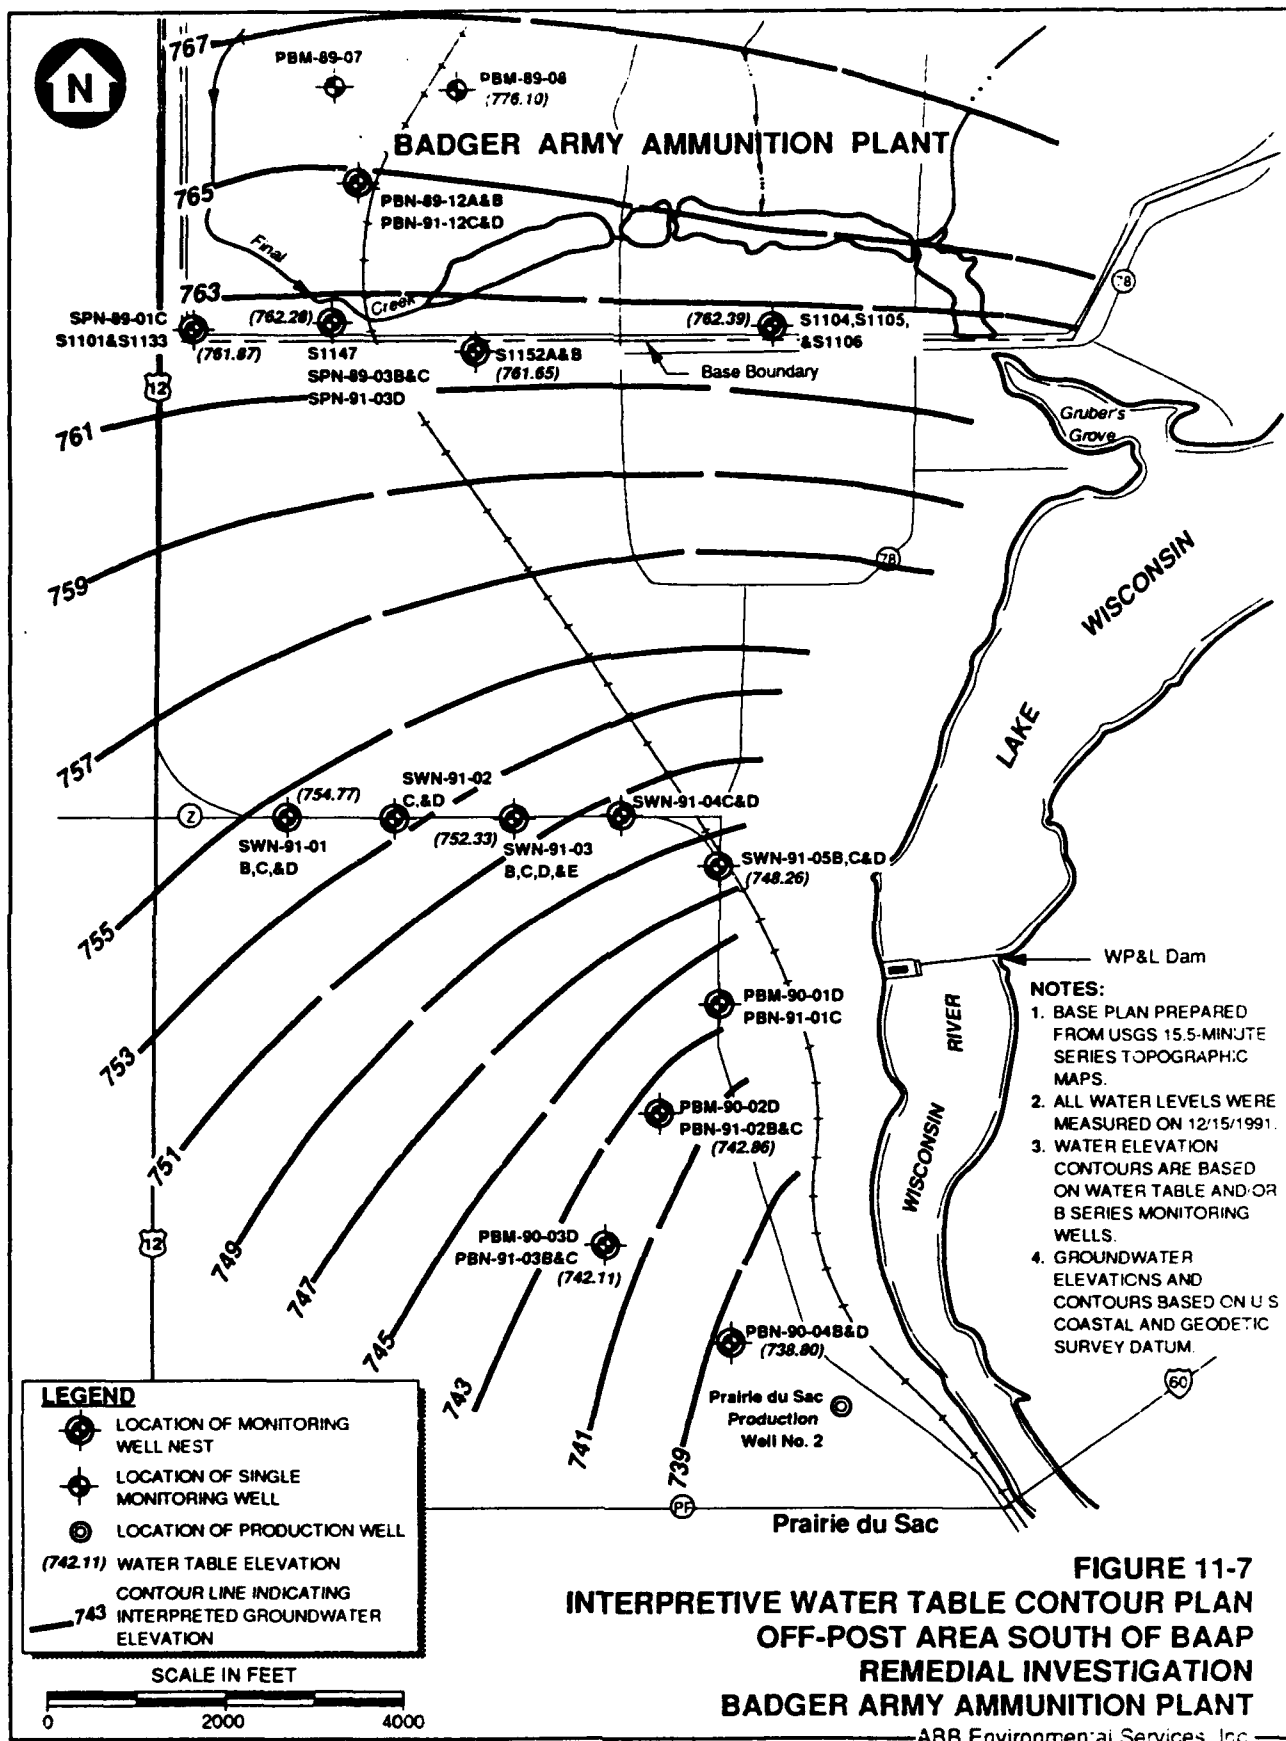 N
767
PBM-89-07
PBM-89-08
(776.10)
BADGER ARMY AMMUNITION PLANT
765
PBN-89-12A&B
PBN-91-12C&D
Final
Creek
763
SPN-89-01C
S1101&S1133
(761.87)
(762.28)
S1147
SPN-89-03B&C
SPN-91-03D
S1152A&B
(761.65)
(762.39)
S1104,S1105,
&S1106
Base Boundary
78
12
Gruber's
Grove
761
759
78
WISCONSIN
LAKE
757
Z
(754.77)
SWN-91-01
B,C,&D
SWN-91-02
C,&D
(752.33)
SWN-91-03
B,C,D,&E
SWN-91-04C&D
SWN-91-05B,C&D
(748.26)
755
WP&L Dam
PBM-90-01D
PBN-91-01C
RIVER
WISCONSIN
753
PBM-90-02D
PBN-91-02B&C
(742.86)
751
12
749
PBM-90-03D
PBN-91-03B&C
(742.11)
747
745
PBN-90-04B&D
(738.80)
743
741
739
Prairie du Sac
Production
Well No. 2
60
PF
Prairie du Sac
NOTES:
1. BASE PLAN PREPARED
FROM USGS 15.5-MINUTE
SERIES TOPOGRAPHIC
MAPS.
2. ALL WATER LEVELS WERE
MEASURED ON 12/15/1991.
3. WATER ELEVATION
CONTOURS ARE BASED
ON WATER TABLE AND/OR
B SERIES MONITORING
WELLS.
4. GROUNDWATER
ELEVATIONS AND
CONTOURS BASED ON U S
COASTAL AND GEODETIC
SURVEY DATUM.
LEGEND
LOCATION OF MONITORING
WELL NEST
LOCATION OF SINGLE
MONITORING WELL
LOCATION OF PRODUCTION WELL
(742.11) WATER TABLE ELEVATION
CONTOUR LINE INDICATING
743 INTERPRETED GROUNDWATER
ELEVATION
SCALE IN FEET
0 2000 4000
FIGURE 11-7
INTERPRETIVE WATER TABLE CONTOUR PLAN
OFF-POST AREA SOUTH OF BAAP
REMEDIAL INVESTIGATION
BADGER ARMY AMMUNITION PLANT
ABB Environmental Services, Inc.